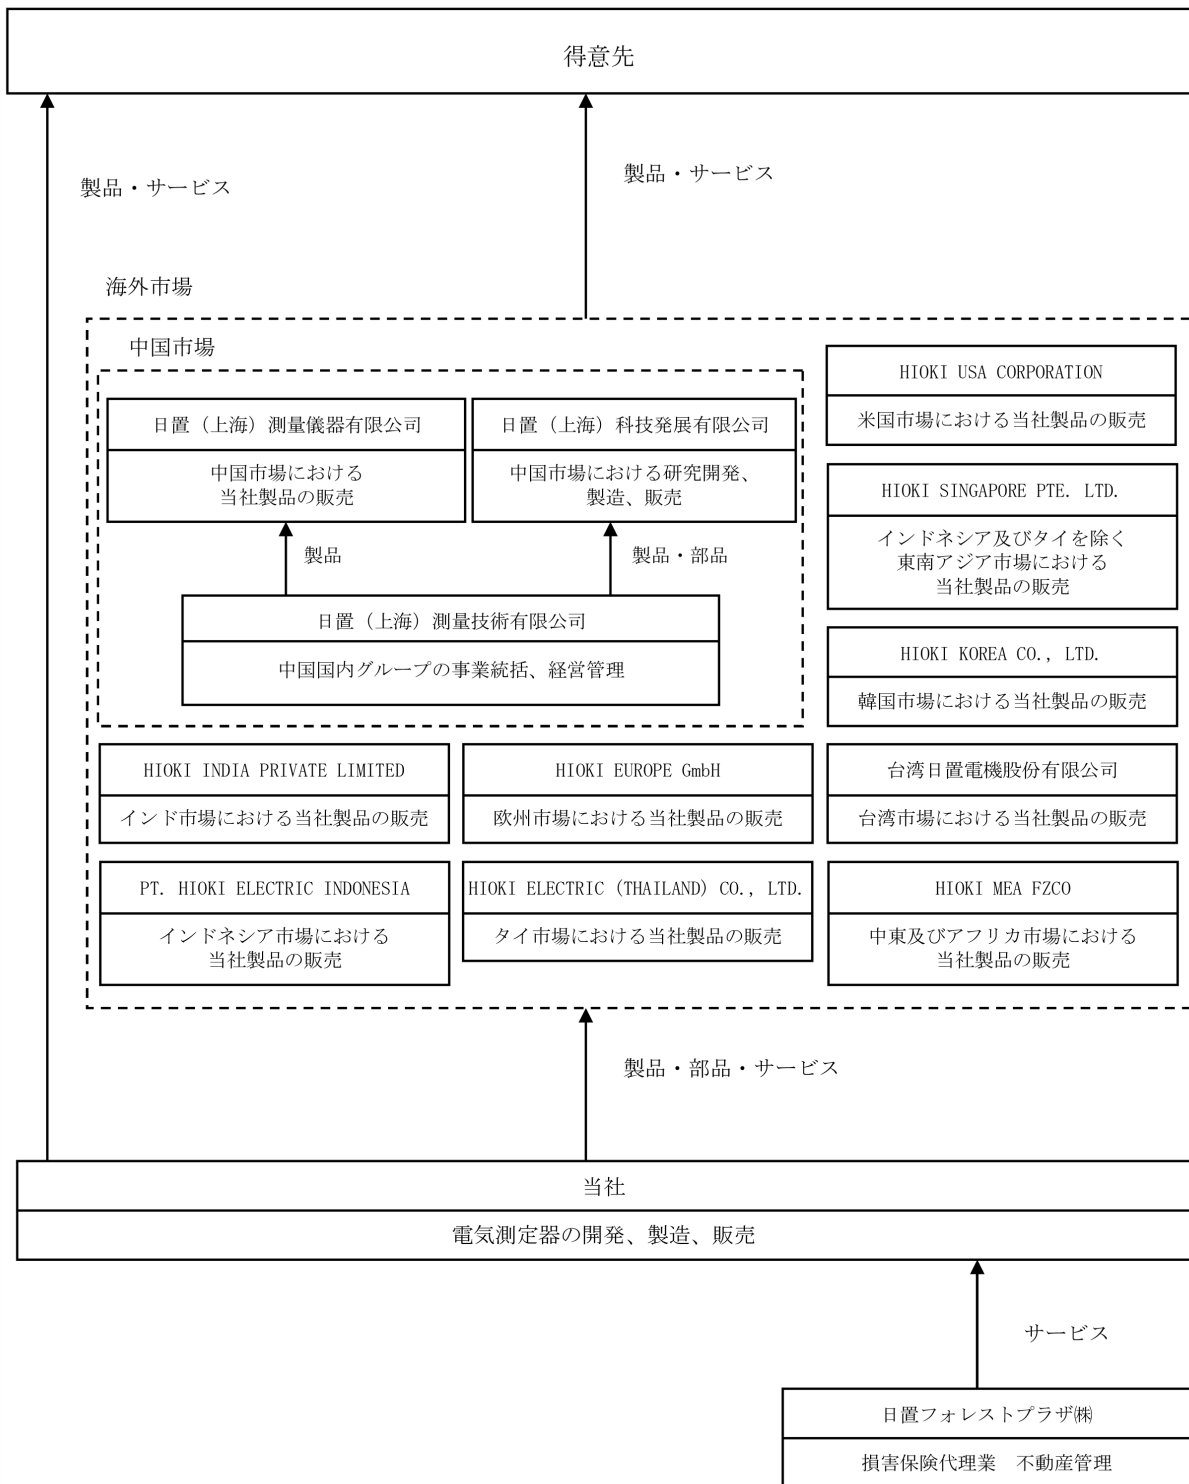 得意先
製品・サービス
製品・サービス
海外市場
中国市場
日置（上海）測量儀器有限公司
中国市場における
当社製品の販売
日置（上海）科技発展有限公司
中国市場における研究開発、
製造、販売
製品
製品・部品
日置（上海）測量技術有限公司
中国国内グループの事業統括、経営管理
HIOKI USA CORPORATION
米国市場における当社製品の販売
HIOKI SINGAPORE PTE. LTD.
インドネシア及びタイを除く
東南アジア市場における
当社製品の販売
HIOKI KOREA CO., LTD.
韓国市場における当社製品の販売
HIOKI INDIA PRIVATE LIMITED
インド市場における当社製品の販売
HIOKI EUROPE GmbH
欧州市場における当社製品の販売
台湾日置電機股份有限公司
台湾市場における当社製品の販売
PT. HIOKI ELECTRIC INDONESIA
インドネシア市場における
当社製品の販売
HIOKI ELECTRIC (THAILAND) CO., LTD.
タイ市場における当社製品の販売
HIOKI MEA FZCO
中東及びアフリカ市場における
当社製品の販売
製品・部品・サービス
当社
電気測定器の開発、製造、販売
サービス
日置フォレストプラザ㈱
損害保険代理業　不動産管理